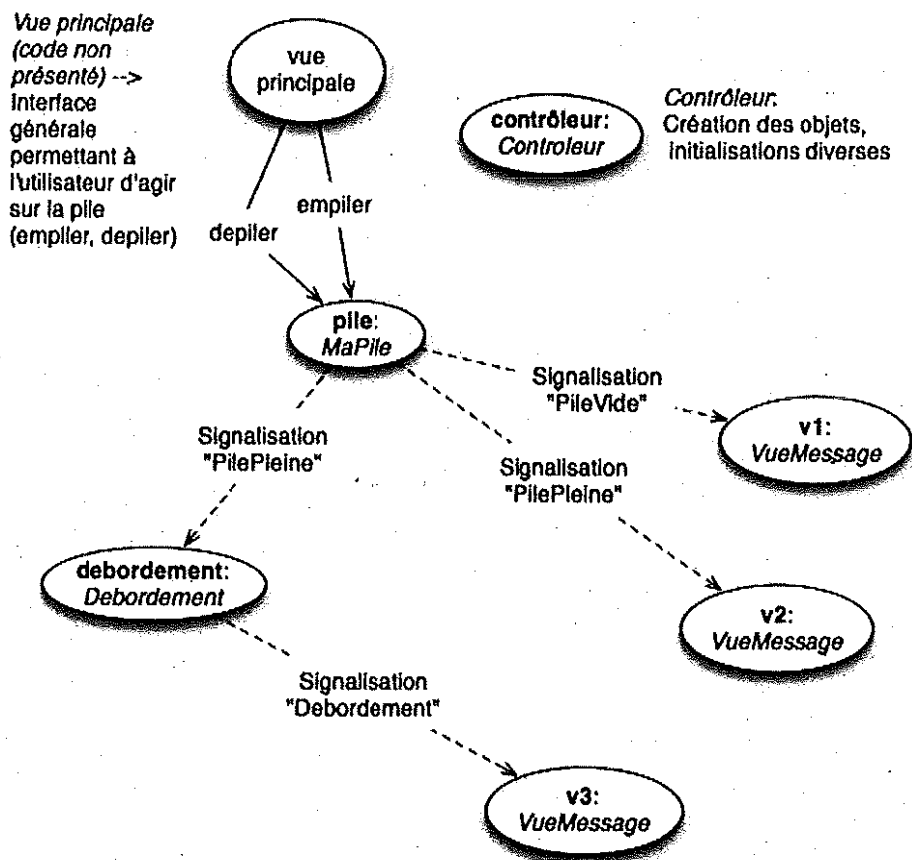 Vue principale
(code non
présenté) -->
Interface
générale
permettant à
l'utilisateur d'agir
sur la pile
(empiler, depiler)
vue
principale
contrôleur:
Controleur
Contrôleur:
Création des objets,
initialisations diverses
empiler
depiler
pile:
MaPile
Signalisation
"PileVide"
v1:
VueMessage
Signalisation
"PilePleine"
Signalisation
"PilePleine"
debordement:
Debordement
v2:
VueMessage
Signalisation
"Debordement"
v3:
VueMessage